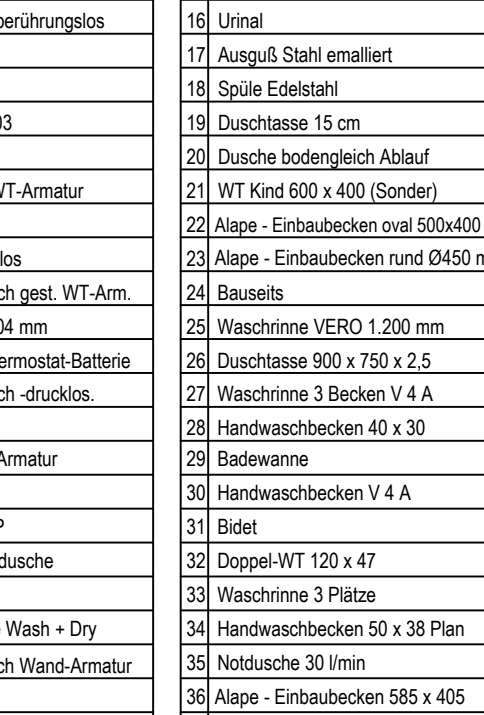 berührungslos
03
WT-Armatur
los
ch gest. WT-Arm.
04 mm
ermostat-Batterie
ch -drucklos.
Armatur
P
dusche
Wash + Dry
ch Wand-Armatur
16 Urinal
17 Ausguß Stahl emalliert
18 Spüle Edelstahl
19 Duschtasse 15 cm
20 Dusche bodengleich Ablauf
21 WT Kind 600 x 400 (Sonder)
22 Alape - Einbaubecken oval 500x400
23 Alape - Einbaubecken rund Ø450 m
24 Bauseits
25 Waschrinne VERO 1.200 mm
26 Duschtasse 900 x 750 x 2,5
27 Waschrinne 3 Becken V 4 A
28 Handwaschbecken 40 x 30
29 Badewanne
30 Handwaschbecken V 4 A
31 Bidet
32 Doppel-WT 120 x 47
33 Waschrinne 3 Plätze
34 Handwaschbecken 50 x 38 Plan
35 Notdusche 30 l/min
36 Alape - Einbaubecken 585 x 405